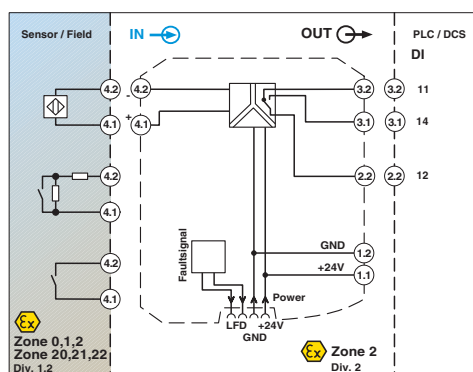 Sensor / Field
IN
OUT
PLC / DCS
DI
4.2
4.2
3.2
3.2
11
-
+
4.1
4.1
3.1
3.1
14
4.2
2.2
2.2
12
4.1
Faultsignal
GND
1.2
4.2
+24V
1.1
4.1
Power
LFD
+24V
GND
Ex
Zone 0,1,2
Zone 20,21,22
Div. 1,2
Ex
Zone 2
Div. 2